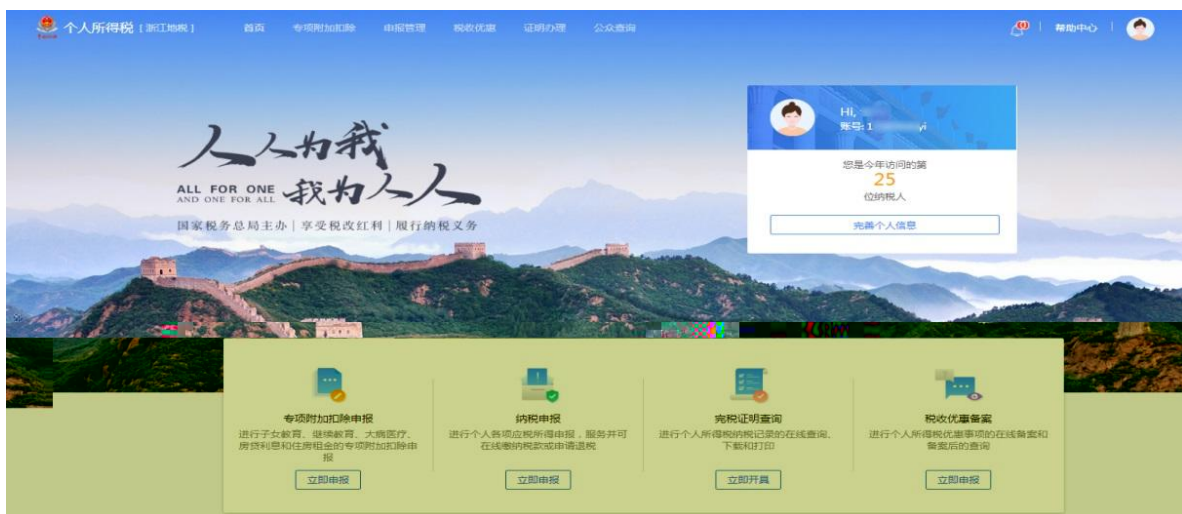 个人所得税 [浙江地税] 首页 专项附加扣除 申报管理 税收优惠 证明办理 公众查询 帮助中心
人人为我
ALL FOR ONE
AND ONE FOR ALL
我为人人
国家税务总局主办 | 享受税改红利 | 履行纳税义务
Hi,
账号: 1 yi
您是今年访问的第
25
位纳税人
完善个人信息
专项附加扣除申报
进行子女教育、继续教育、大病医疗、
房贷利息和住房租金的专项附加扣除申
报
立即申报
纳税申报
进行个人各项应税所得申报,服务并可
在线缴纳税款或申请退税
立即申报
完税证明查询
进行个人所得税纳税记录的在线查询、
下载和打印
立即开具
税收优惠备案
进行个人所得税优惠事项的在线备案和
备案后的查询
立即申报